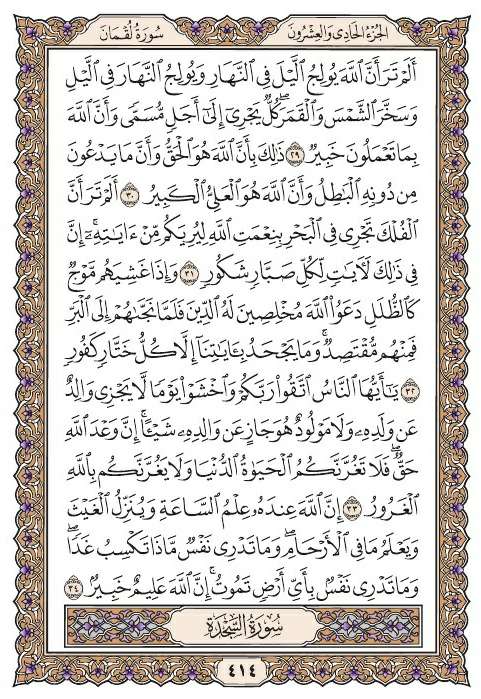 الجزء الحادي والعشرون
سورة لقمان
أَلَمْ تَرَ أَنَّ ٱللَّهَ يُولِجُ ٱلَّيْلَ فِى ٱلنَّهَارِ وَيُولِجُ ٱلنَّهَارَ فِى ٱلَّيْلِ
وَسَخَّرَ ٱلشَّمْسَ وَٱلْقَمَرَ كُلٌّ يَجْرِىٓ إِلَىٰٓ أَجَلٍ مُّسَمًّى وَأَنَّ ٱللَّهَ
بِمَا تَعْمَلُونَ خَبِيرٌ ٢٩ ذَٰلِكَ بِأَنَّ ٱللَّهَ هُوَ ٱلْحَقُّ وَأَنَّ مَا يَدْعُونَ
مِن دُونِهِ ٱلْبَٰطِلُ وَأَنَّ ٱللَّهَ هُوَ ٱلْعَلِىُّ ٱلْكَبِيرُ ٣٠ أَلَمْ تَرَ أَنَّ
ٱلْفُلْكَ تَجْرِى فِى ٱلْبَحْرِ بِنِعْمَتِ ٱللَّهِ لِيُرِيَكُم مِّنْ ءَايَٰتِهِۦٓ ۚ إِنَّ
فِى ذَٰلِكَ لَءَايَٰتٍ لِّكُلِّ صَبَّارٍ شَكُورٍ ٣١ وَإِذَا غَشِيَهُم مَّوْجٌ
كَٱلظُّلَلِ دَعَوُا۟ ٱللَّهَ مُخْلِصِينَ لَهُ ٱلدِّينَ فَلَمَّا نَجَّىٰهُمْ إِلَى ٱلْبَرِّ
فَمِنْهُم مُّقْتَصِدٌ ۚ وَمَا يَجْحَدُ بِـَٔايَٰتِنَآ إِلَّا كُلُّ خَتَّارٍ كَفُورٍ
٣٢ يَٰٓأَيُّهَا ٱلنَّاسُ ٱتَّقُوا۟ رَبَّكُمْ وَٱخْشَوْا۟ يَوْمًا لَّا يَجْزِى وَالِدٌ
عَن وَلَدِهِۦ وَلَا مَوْلُودٌ هُوَ جَازٍ عَن وَالِدِهِۦ شَيْـًٔا ۚ إِنَّ وَعْدَ ٱللَّهِ
حَقٌّ ۖ فَلَا تَغُرَّنَّكُمُ ٱلْحَيَوٰةُ ٱلدُّنْيَا وَلَا يَغُرَّنَّكُم بِٱللَّهِ
ٱلْغَرُورُ ٣٣ إِنَّ ٱللَّهَ عِندَهُۥ عِلْمُ ٱلسَّاعَةِ وَيُنَزِّلُ ٱلْغَيْثَ
وَيَعْلَمُ مَا فِى ٱلْأَرْحَامِ ۖ وَمَا تَدْرِى نَفْسٌ مَّاذَا تَكْسِبُ غَدًا ۖ
وَمَا تَدْرِى نَفْسٌۢ بِأَىِّ أَرْضٍ تَمُوتُ ۚ إِنَّ ٱللَّهَ عَلِيمٌ خَبِيرٌۢ ٣٤
سُورَةُ السَّجْدَةِ
٤١٤